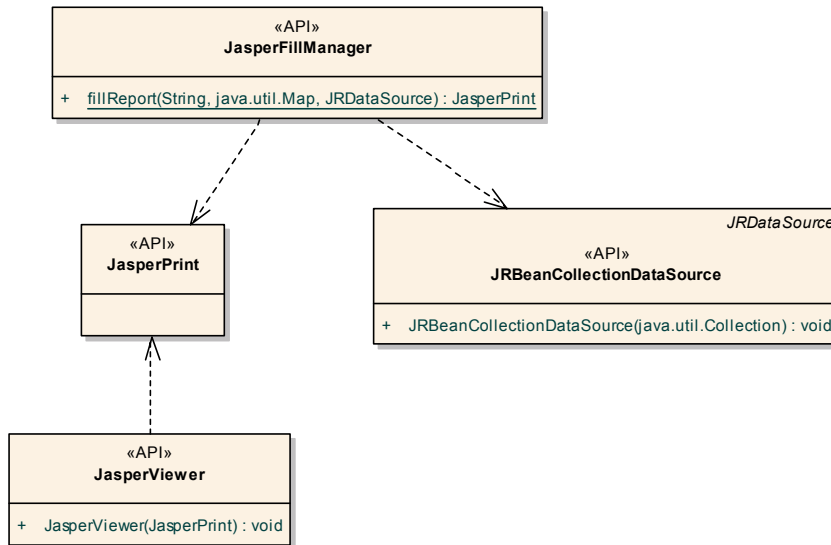 «API»
JasperFillManager
+ fillReport(String, java.util.Map, JRDataSource) : JasperPrint
«API»
JasperPrint
JRDataSource
«API»
JRBeanCollectionDataSource
+ JRBeanCollectionDataSource(java.util.Collection) : void
«API»
JasperViewer
+ JasperViewer(JasperPrint) : void